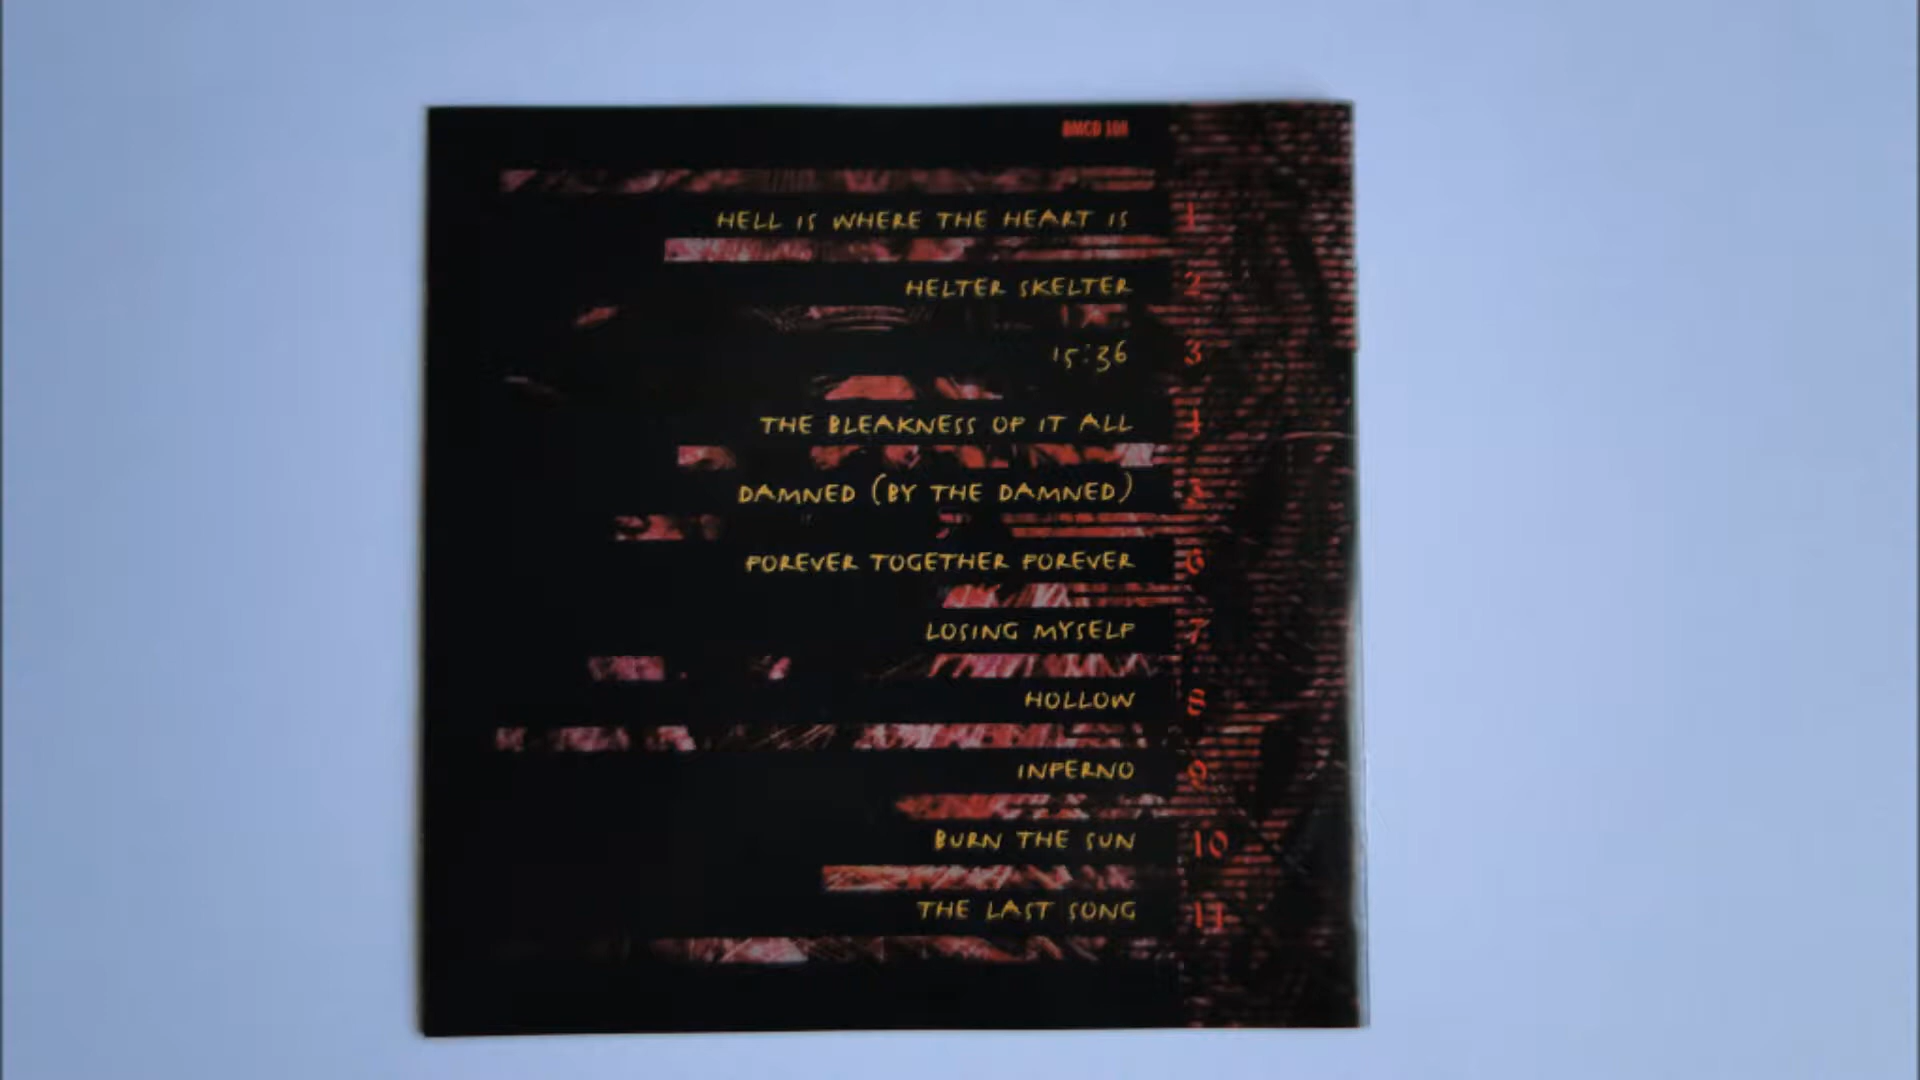 BMCD 108
HELL IS WHERE THE HEART IS 1
HELTER SKELTER 2
15:36 3
THE BLEAKNESS OF IT ALL 4
DAMNED (BY THE DAMNED) 5
FOREVER TOGETHER FOREVER 6
LOSING MYSELF 7
HOLLOW 8
INFERNO 9
BURN THE SUN 10
THE LAST SONG 11